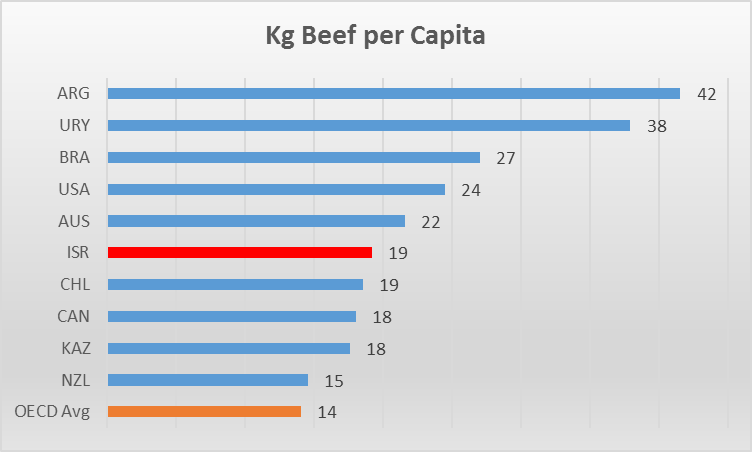 Kg Beef per Capita
ARG 42
URY 38
BRA 27
USA 24
AUS 22
ISR 19
CHL 19
CAN 18
KAZ 18
NZL 15
OECD Avg 14